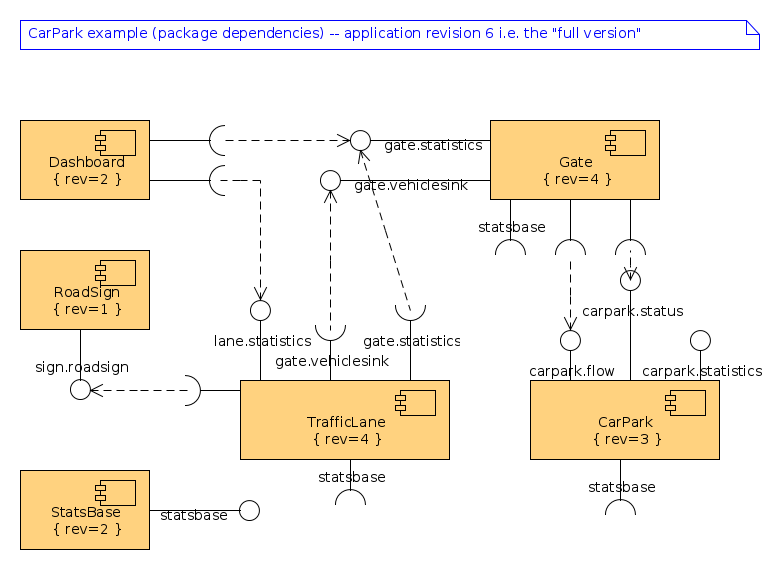 CarPark example (package dependencies) -- application revision 6 i.e. the "full version"
Dashboard
{ rev=2 }
gate.statistics
gate.vehiclesink
Gate
{ rev=4 }
statsbase
RoadSign
{ rev=1 }
carpark.status
lane.statistics
gate.statistics
gate.vehiclesink
sign.roadsign
carpark.flow
carpark.statistics
TrafficLane
{ rev=4 }
CarPark
{ rev=3 }
statsbase
statsbase
StatsBase
{ rev=2 }
statsbase